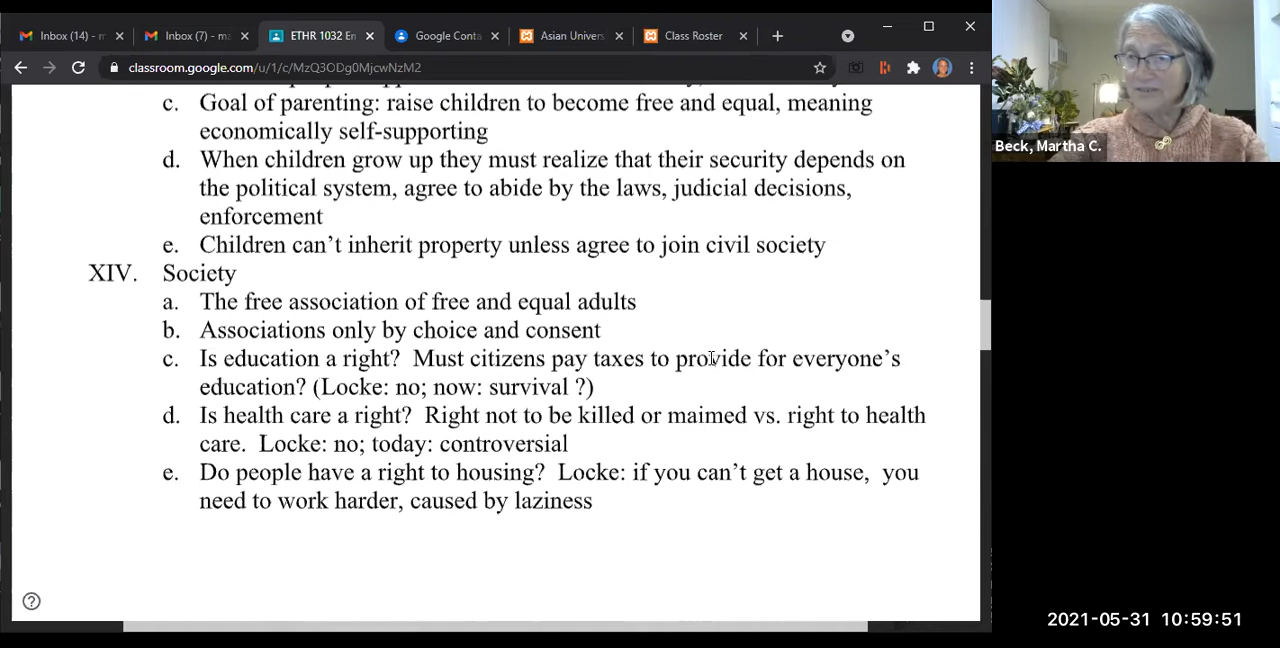 Inbox (14) - m
Inbox (7) - ma
ETHR 1032 En
Google Conta
Asian Univers
Class Roster
classroom.google.com/u/1/c/MzQ3ODg0MjcwNzM2
c. Goal of parenting: raise children to become free and equal, meaning
economically self-supporting
d. When children grow up they must realize that their security depends on
the political system, agree to abide by the laws, judicial decisions,
enforcement
e. Children can’t inherit property unless agree to join civil society
XIV. Society
a. The free association of free and equal adults
b. Associations only by choice and consent
c. Is education a right? Must citizens pay taxes to provide for everyone’s
education? (Locke: no; now: survival ?)
d. Is health care a right? Right not to be killed or maimed vs. right to health
care. Locke: no; today: controversial
e. Do people have a right to housing? Locke: if you can’t get a house, you
need to work harder, caused by laziness
Beck, Martha C.
2021-05-31 10:59:51